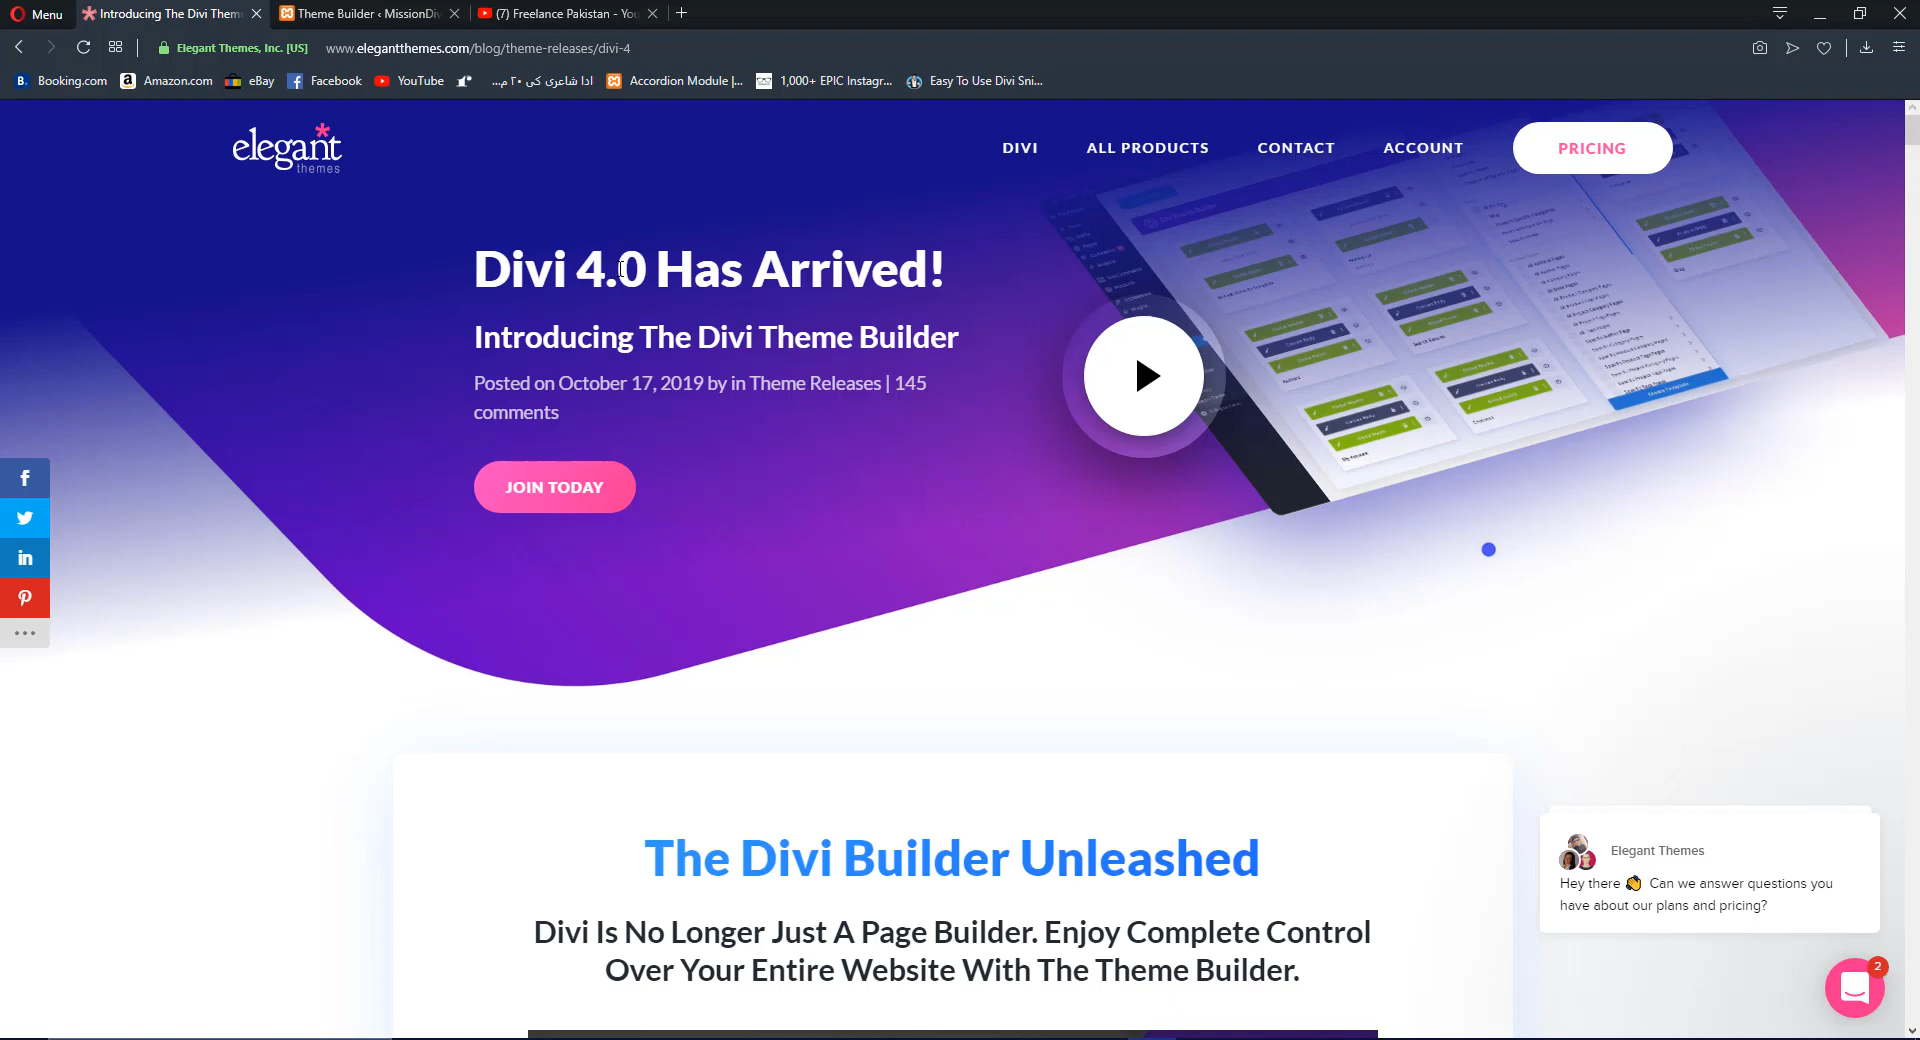 Menu
Introducing The Divi Them
Theme Builder ‹ MissionDiv
(7) Freelance Pakistan - You
Elegant Themes, Inc. [US]
www.elegantthemes.com/blog/theme-releases/divi-4
B. Booking.com
a Amazon.com
eBay
Facebook
YouTube
ادا شاعری کی ۲۰ م...
Accordion Module |...
1,000+ EPIC Instagr...
Easy To Use Divi Sni...
elegant
themes
DIVI
ALL PRODUCTS
CONTACT
ACCOUNT
PRICING
Divi 4.0 Has Arrived!
Introducing The Divi Theme Builder
Posted on October 17, 2019 by in Theme Releases | 145
comments
JOIN TODAY
The Divi Builder Unleashed
Divi Is No Longer Just A Page Builder. Enjoy Complete Control
Over Your Entire Website With The Theme Builder.
Elegant Themes
Hey there 👏 Can we answer questions you
have about our plans and pricing?
2